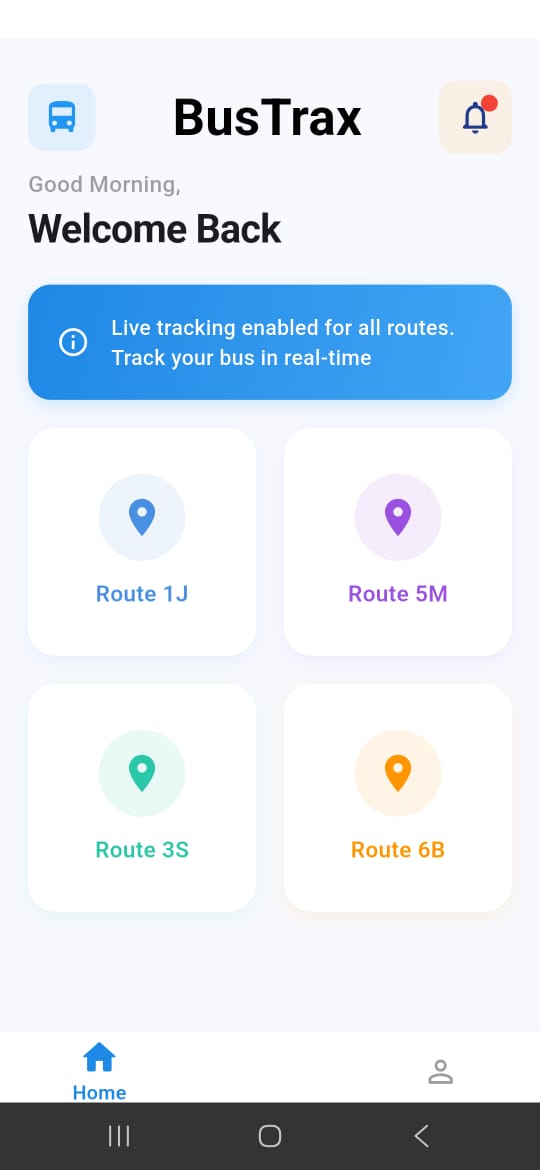 BusTrax
Good Morning,
Welcome Back
Live tracking enabled for all routes.
Track your bus in real-time
Route 1J
Route 5M
Route 3S
Route 6B
Home